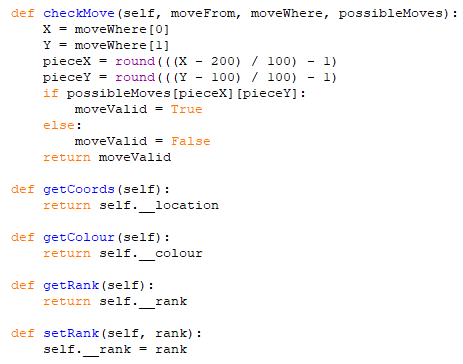 def checkMove(self, moveFrom, moveWhere, possibleMoves):
    X = moveWhere[0]
    Y = moveWhere[1]
    pieceX = round(((X - 200) / 100) - 1)
    pieceY = round(((Y - 100) / 100) - 1)
    if possibleMoves[pieceX][pieceY]:
        moveValid = True
    else:
        moveValid = False
    return moveValid

def getCoords(self):
    return self.__location

def getColour(self):
    return self.__colour

def getRank(self):
    return self.__rank

def setRank(self, rank):
    self.__rank = rank